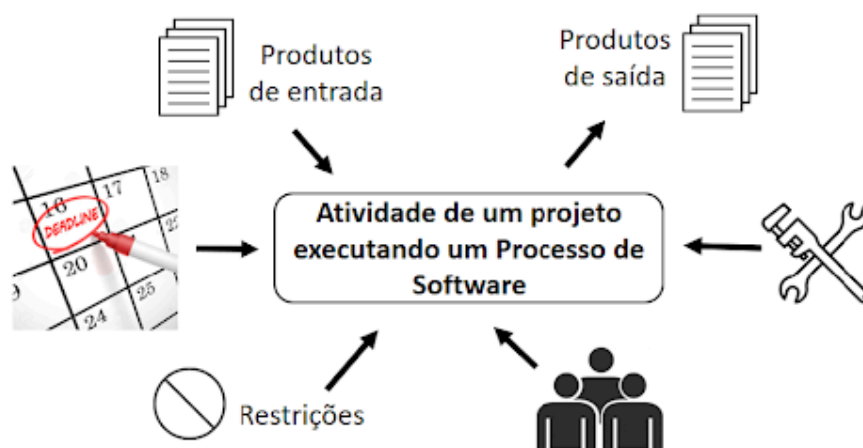 Produtos
de entrada
Produtos
de saída
16
17
18
DEADLINE
20
24
25
Atividade de um projeto
executando um Processo de
Software
Restrições